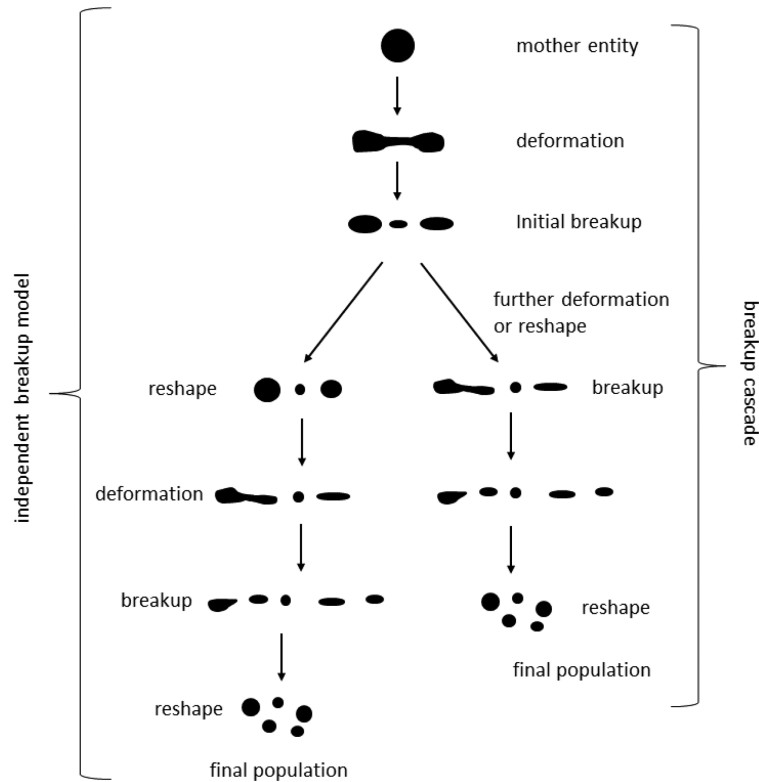 mother entity
deformation
Initial breakup
further deformation
or reshape
independent breakup model
breakup cascade
reshape
breakup
deformation
breakup
reshape
final population
reshape
final population